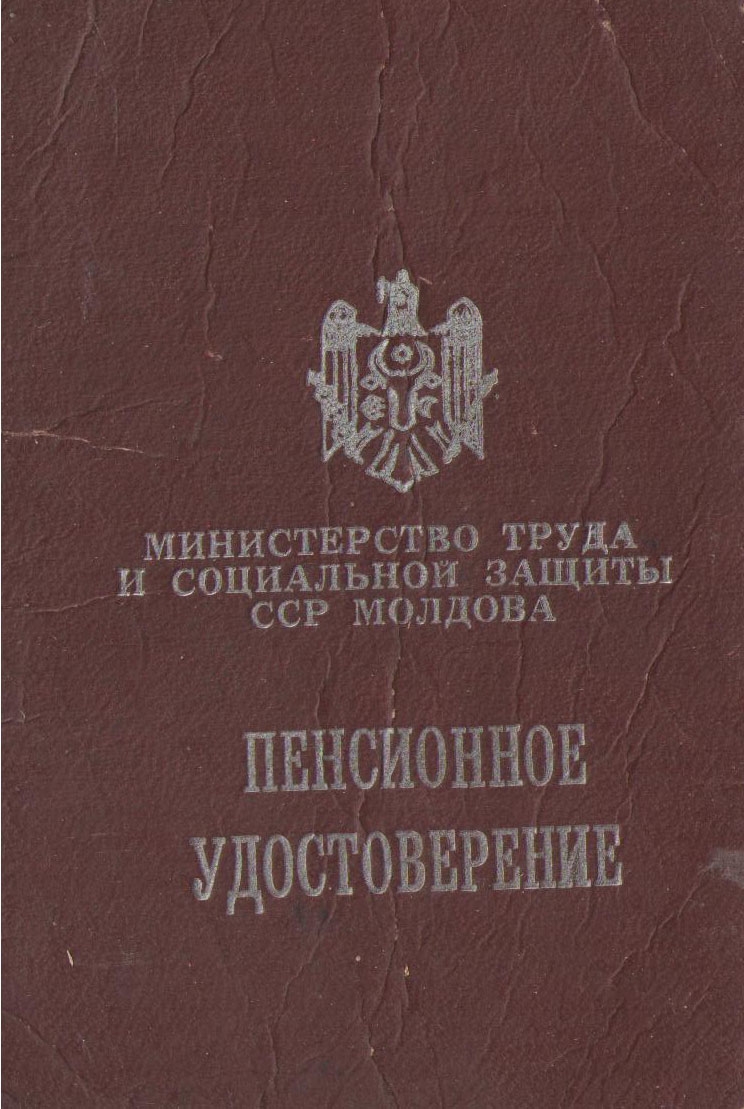 МИНИСТЕРСТВО ТРУДА
И СОЦИАЛЬНОЙ ЗАЩИТЫ
ССР МОЛДОВА
ПЕНСИОННОЕ
УДОСТОВЕРЕНИЕ